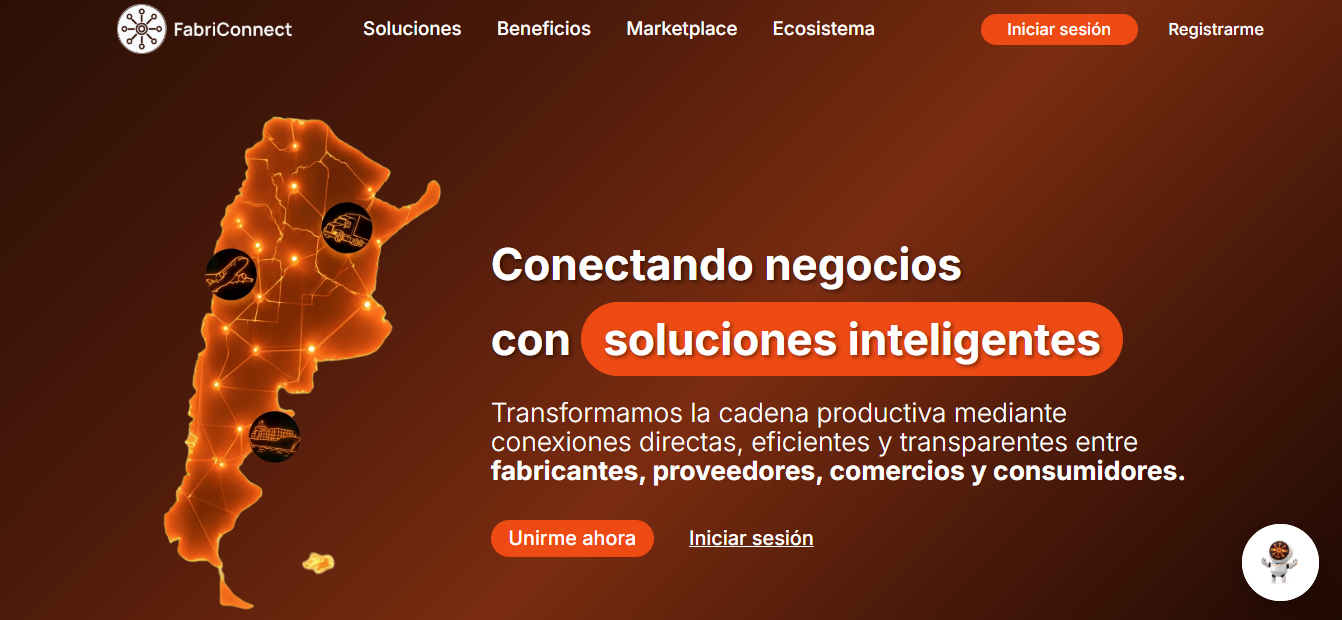 FabriConnect Soluciones Beneficios Marketplace Ecosistema Iniciar sesión Registrarme
Conectando negocios
con soluciones inteligentes
Transformamos la cadena productiva mediante
conexiones directas, eficientes y transparentes entre
fabricantes, proveedores, comercios y consumidores.
Unirme ahora Iniciar sesión